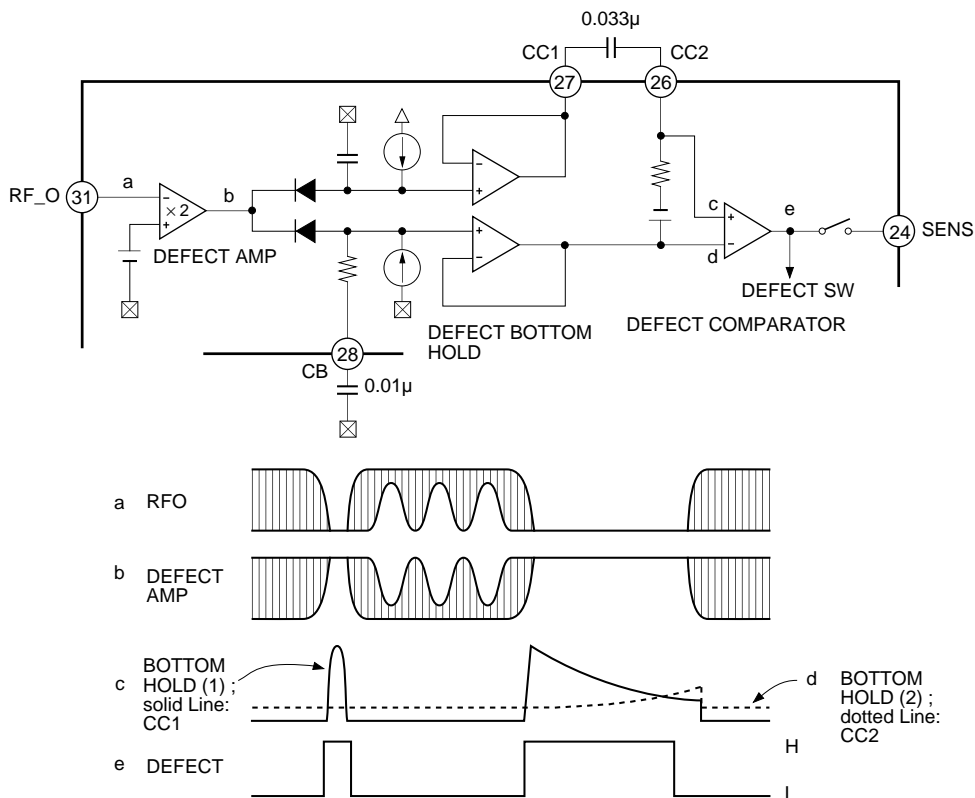 0.033µ
CC1
CC2
27
26
RF_O
31
a
−
× 2
+
b
DEFECT AMP
−
+
+
−
c
+
−
d
e
24
SENS
DEFECT SW
DEFECT BOTTOM
HOLD
DEFECT COMPARATOR
28
CB
0.01µ
a RFO
b DEFECT
AMP
c BOTTOM
HOLD (1) ;
solid Line:
CC1
d BOTTOM
HOLD (2) ;
dotted Line:
CC2
e DEFECT
H
L